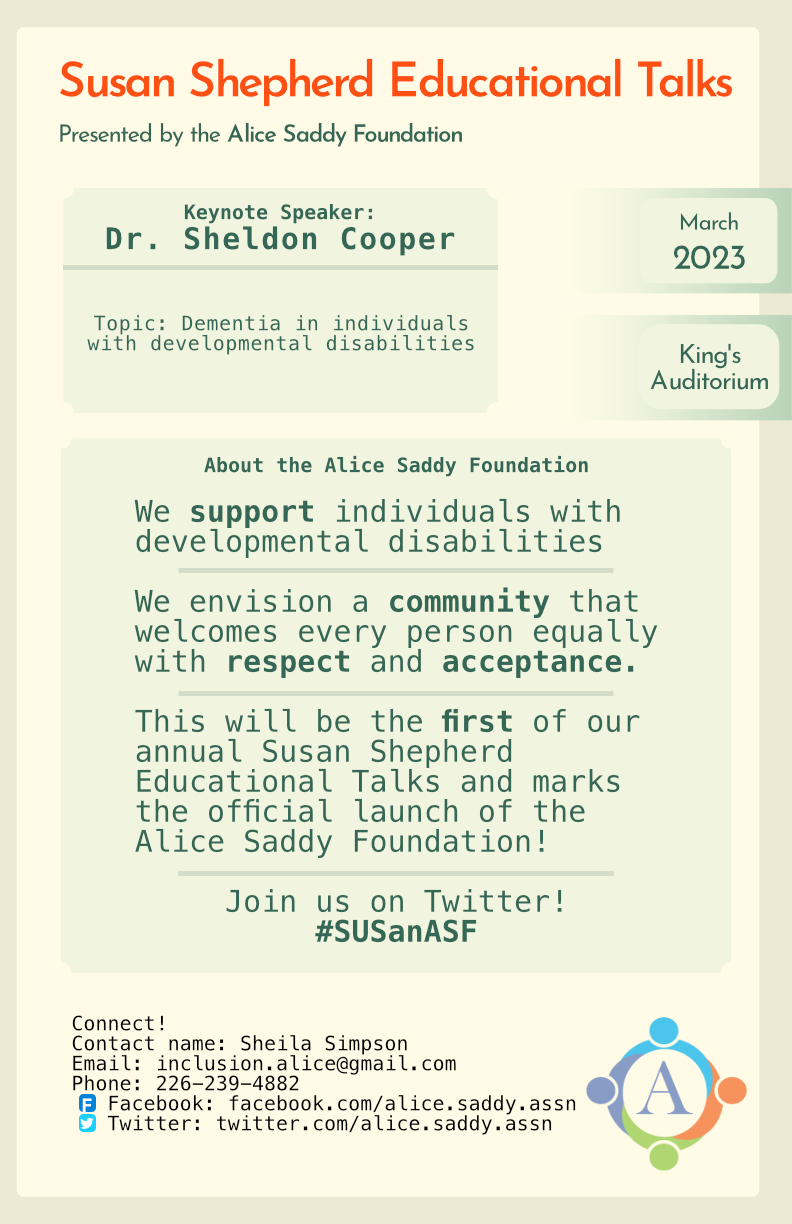 Susan Shepherd Educational Talks
Presented by the Alice Saddy Foundation
Keynote Speaker:
Dr. Sheldon Cooper
Topic: Dementia in individuals
with developmental disabilities
March
2023
King's
Auditorium
About the Alice Saddy Foundation
We support individuals with
developmental disabilities
We envision a community that
welcomes every person equally
with respect and acceptance.
This will be the first of our
annual Susan Shepherd
Educational Talks and marks
the official launch of the
Alice Saddy Foundation!
Join us on Twitter!
#SUSanASF
Connect!
Contact name: Sheila Simpson
Email: inclusion.alice@gmail.com
Phone: 226–239–4882
F Facebook: facebook.com/alice.saddy.assn
Twitter: twitter.com/alice.saddy.assn
A